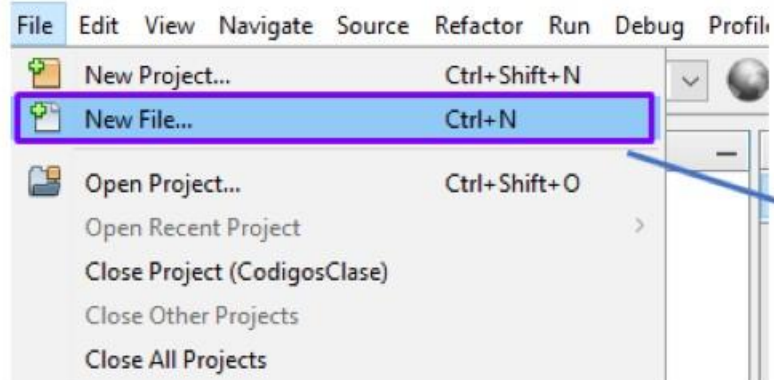 File Edit View Navigate Source Refactor Run Debug
New Project... Ctrl+Shift+N
New File... Ctrl+N
Open Project... Ctrl+Shift+O
Open Recent Project
Close Project (CodigosClase)
Close Other Projects
Close All Projects